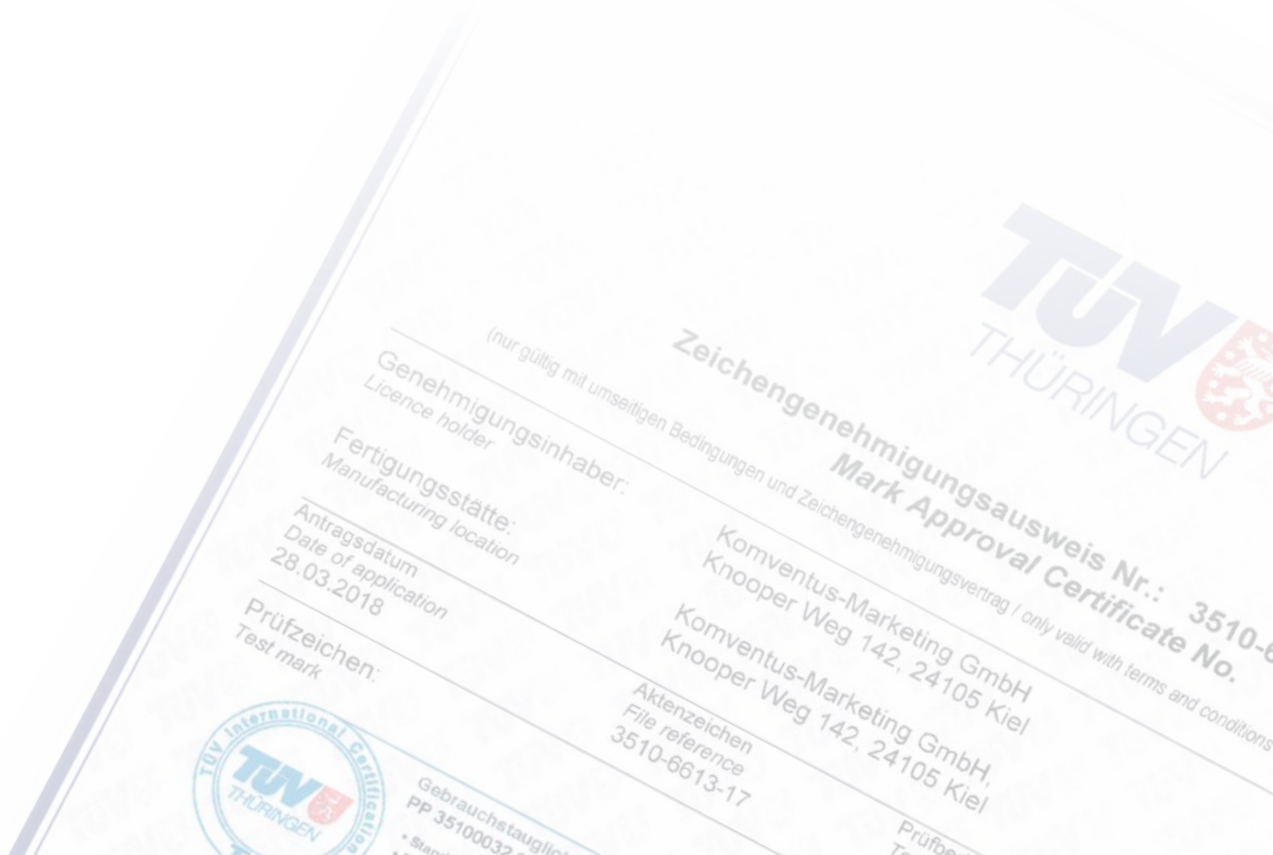 TÜV
THÜRINGEN
Zeichengenehmigungsausweis Nr.: 3510-6
Mark Approval Certificate No.
(nur gültig mit umseitigen Bedingungen und Zeichengenehmigungsvertrag / only valid with terms and conditions
Genehmigungsinhaber:
Licence holder
Komventus-Marketing GmbH
Knooper Weg 142, 24105 Kiel
Fertigungsstätte:
Manufacturing location
Komventus-Marketing GmbH,
Knooper Weg 142, 24105 Kiel
Antragsdatum
Date of application
28.03.2018
Aktenzeichen
File reference
3510-6613-17
Prüfzeichen:
Test mark
TÜV International Certification
TÜV
THÜRINGEN
Gebrauchstauglich
PP 35100032